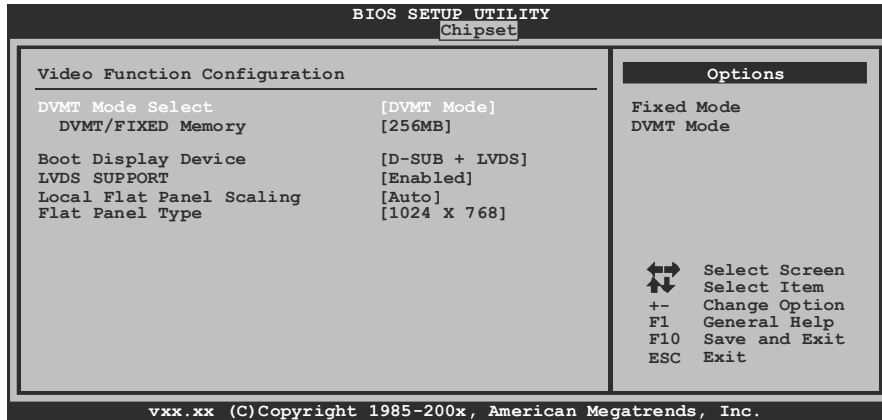 BIOS SETUP UTILITY
Chipset
Video Function Configuration
DVMT Mode Select [DVMT Mode]
DVMT/FIXED Memory [256MB]
Boot Display Device [D-SUB + LVDS]
LVDS SUPPORT [Enabled]
Local Flat Panel Scaling [Auto]
Flat Panel Type [1024 X 768]
Options
Fixed Mode
DVMT Mode
Select Screen
Select Item
+- Change Option
F1 General Help
F10 Save and Exit
ESC Exit
vxx.xx (C)Copyright 1985-200x, American Megatrends, Inc.